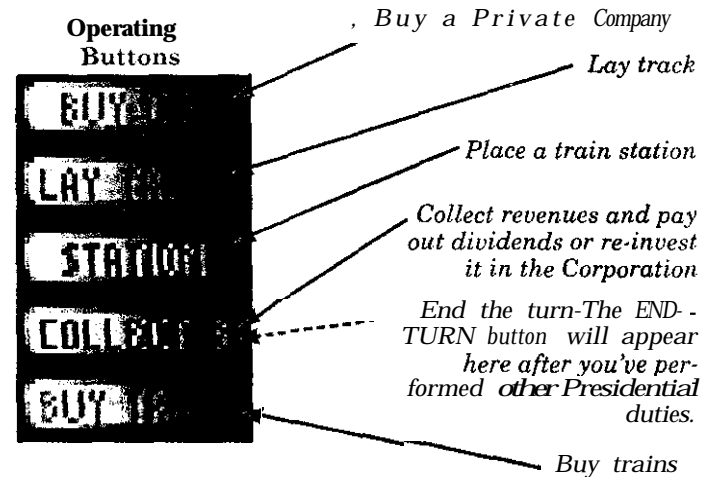 Operating
Buttons
, Buy a Private Company
BUY
Lay track
LAY
Place a train station
STATION
Collect revenues and pay
out dividends or re-invest
it in the Corporation
COLLECT
End the turn-The END- -
TURN button will appear
here after you've per-
formed other Presidential
duties.
BUY
Buy trains